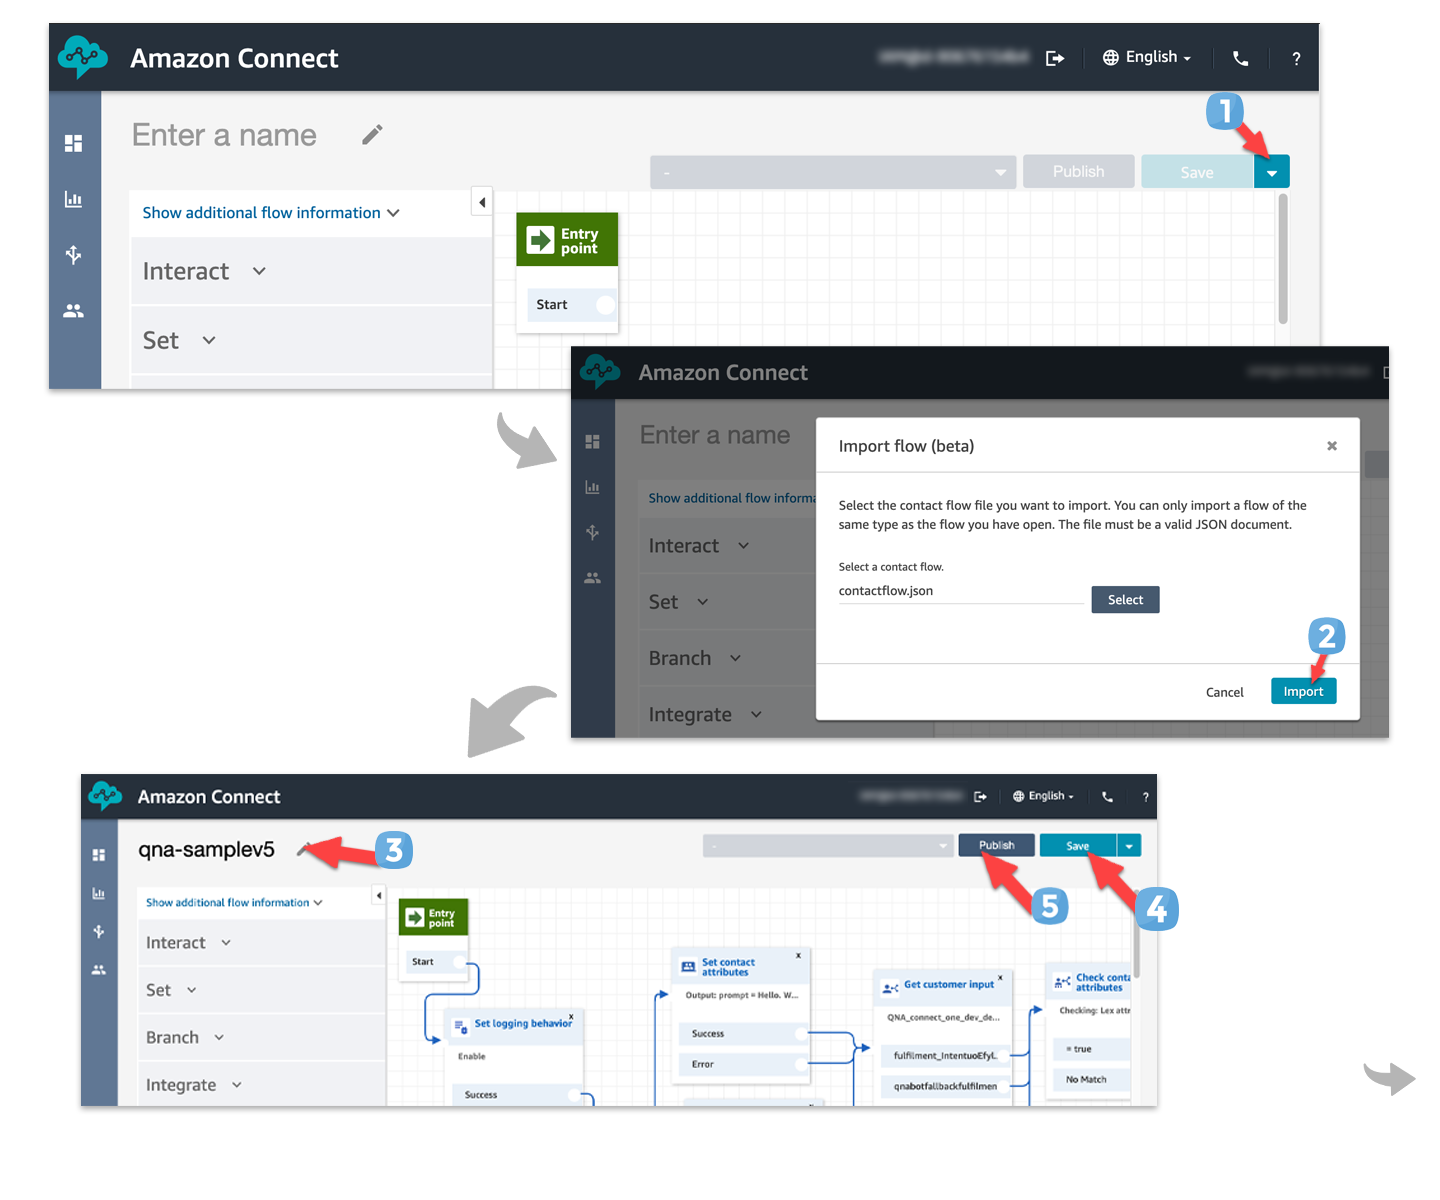 Amazon Connect
English
?
1
Enter a name
-
Publish
Save
Show additional flow information
Entry
point
Interact
Start
Set
Amazon Connect
Enter a name
Import flow (beta)
×
Show additional flow informa
Select the contact flow file you want to import. You can only import a flow of the
same type as the flow you have open. The file must be a valid JSON document.
Interact
Select a contact flow.
contactflow.json
Select
Set
2
Branch
Cancel
Import
Integrate
Amazon Connect
English
?
qna-samplev5
3
-
Publish
Save
5
4
Show additional flow information
Entry
point
Interact
Start
Set
Branch
Integrate
Set logging behavior
x
Enable
Success
Set contact
attributes
x
Output: prompt = Hello. W...
Success
Error
x
Get customer input
x
QNA_connect_one_dev_de...
fulfilment_IntentuoEfyl..
qnabotfallbackfulfilmen
Check conta
attributes
Checking: Lex attr
= true
No Match